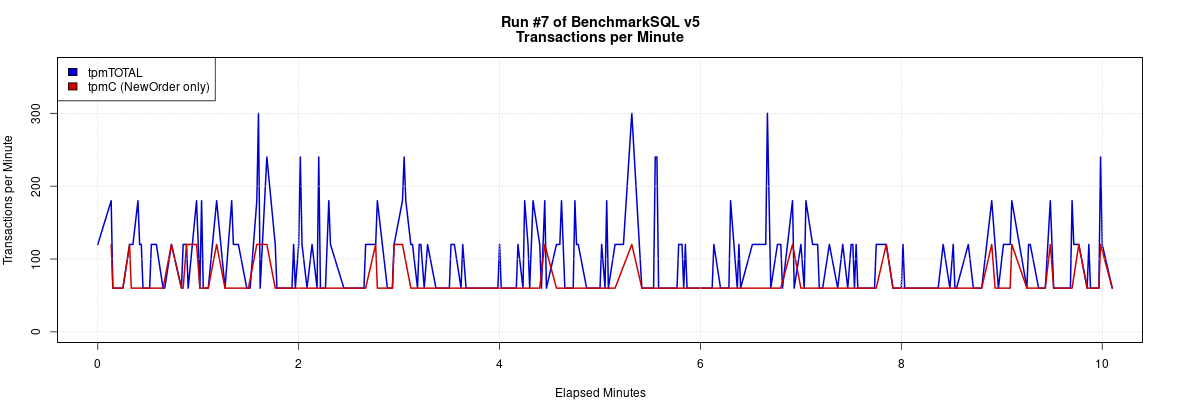 Run #7 of BenchmarkSQL v5
Transactions per Minute
tpmTOTAL
tpmC (NewOrder only)
Transactions per Minute
300
200
100
0
0 2 4 6 8 10
Elapsed Minutes